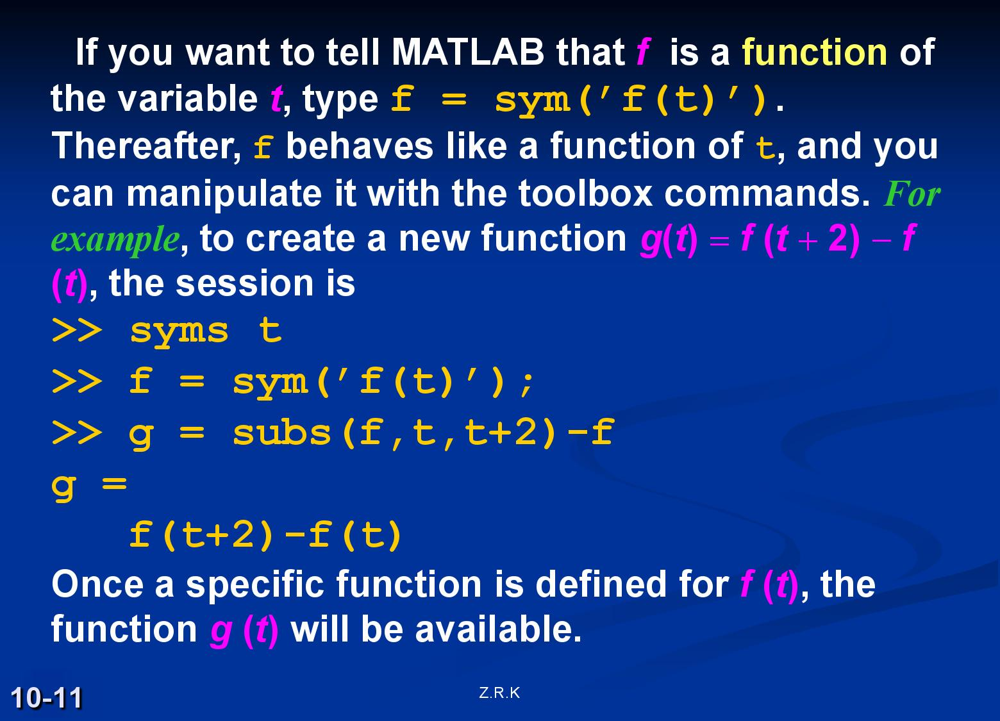 If you want to tell MATLAB that f is a function of
the variable t, type f = sym(’f(t)’).
Thereafter, f behaves like a function of t, and you
can manipulate it with the toolbox commands. For
example, to create a new function g(t) = f (t + 2) − f
(t), the session is
>> syms t
>> f = sym(’f(t)’);
>> g = subs(f,t,t+2)-f
g =
f(t+2)-f(t)
Once a specific function is defined for f (t), the
function g (t) will be available.
10-11
Z.R.K